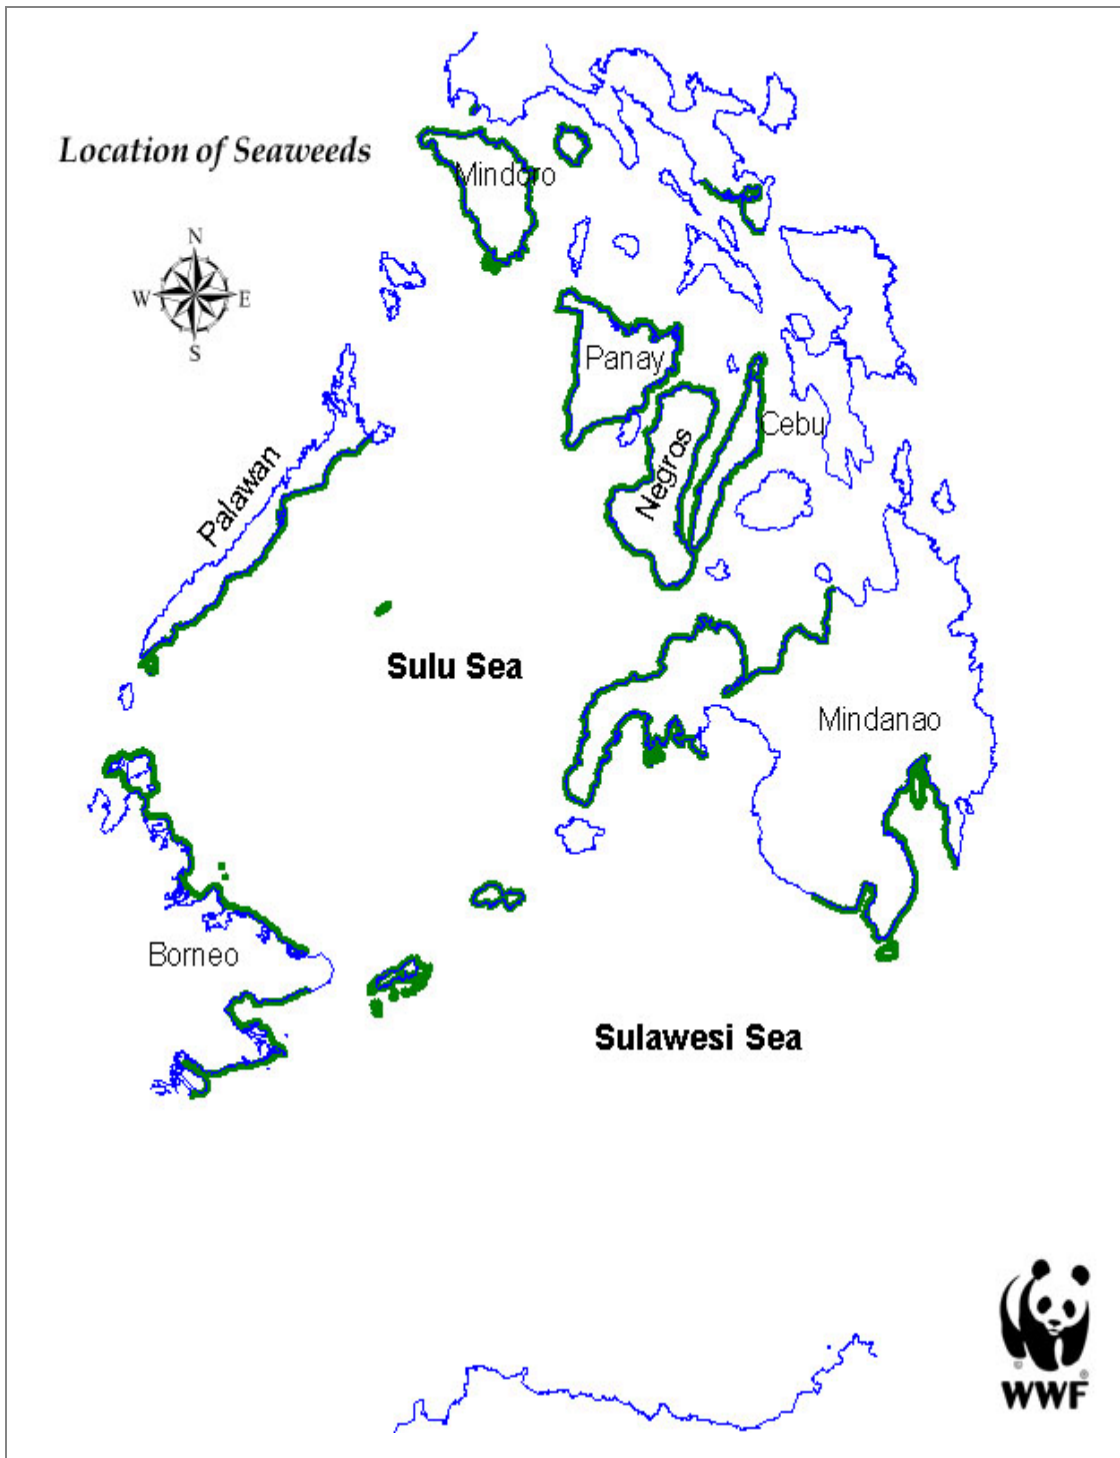 Location of Seaweeds
N
W
E
S
Mindoro
Panay
Cebu
Negros
Palawan
Sulu Sea
Mindanao
Borneo
Sulawesi Sea
©
®
WWF